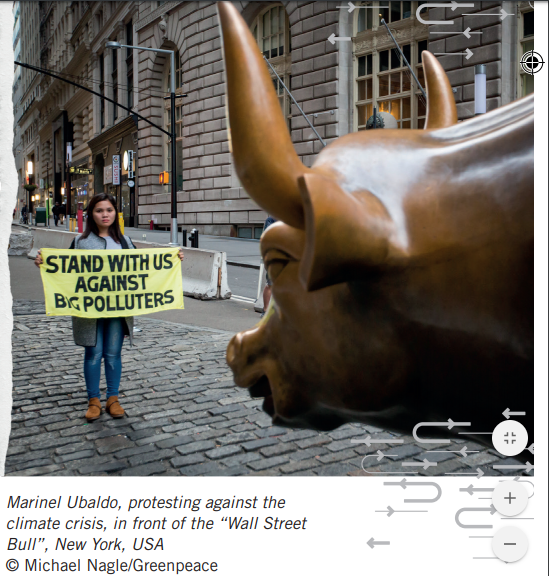 STAND WITH US
AGAINST
BIG POLLUTERS
Marinel Ubaldo, protesting against the
climate crisis, in front of the “Wall Street
Bull”, New York, USA
© Michael Nagle/Greenpeace